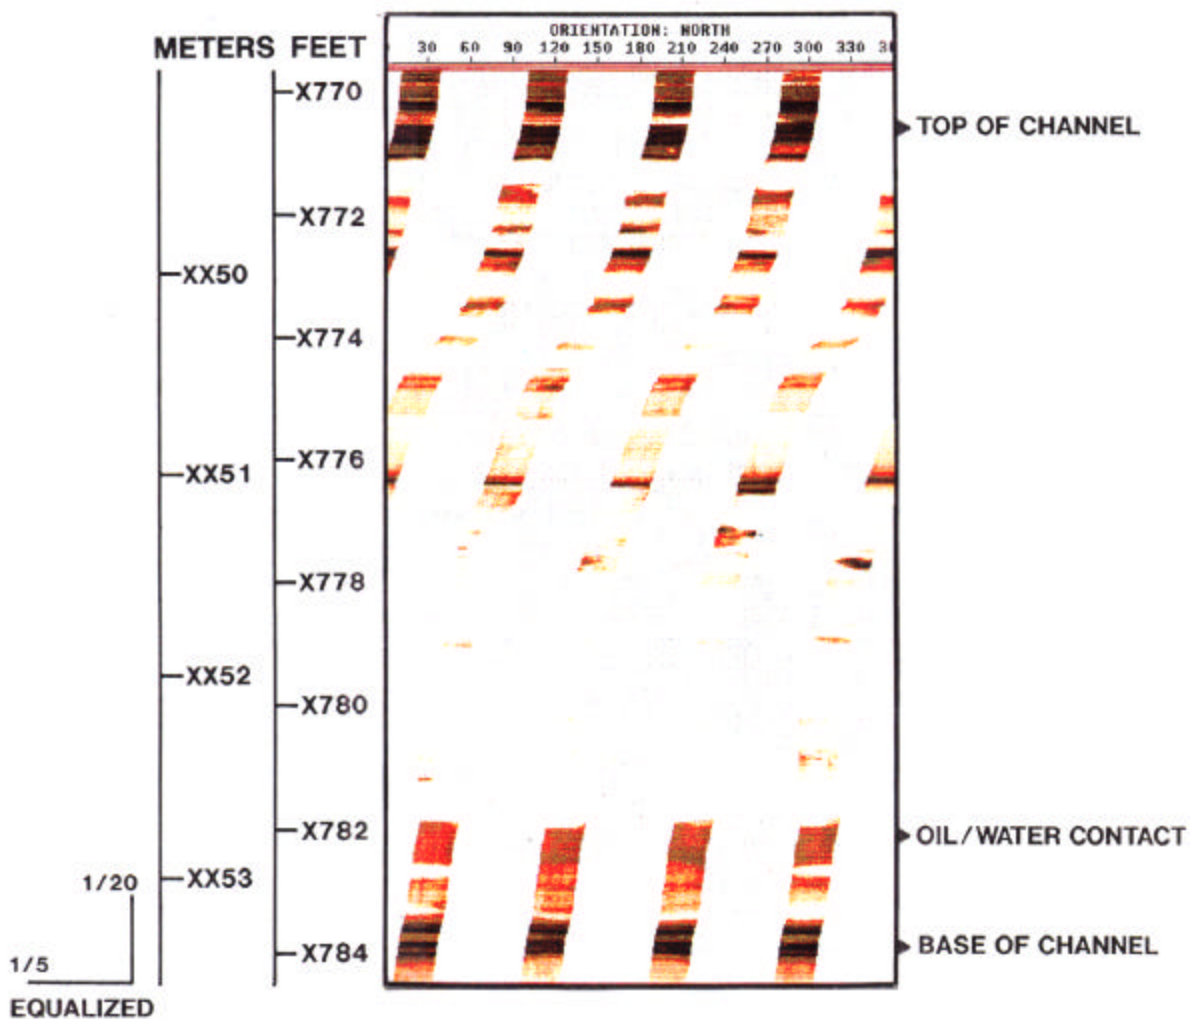 ORIENTATION: NORTH
METERS FEET
30 60 90 120 150 180 210 240 270 300 330 36
X770
TOP OF CHANNEL
X772
XX50
X774
X776
XX51
X778
XX52
X780
X782
OIL/WATER CONTACT
1/20
XX53
X784
BASE OF CHANNEL
1/5
EQUALIZED